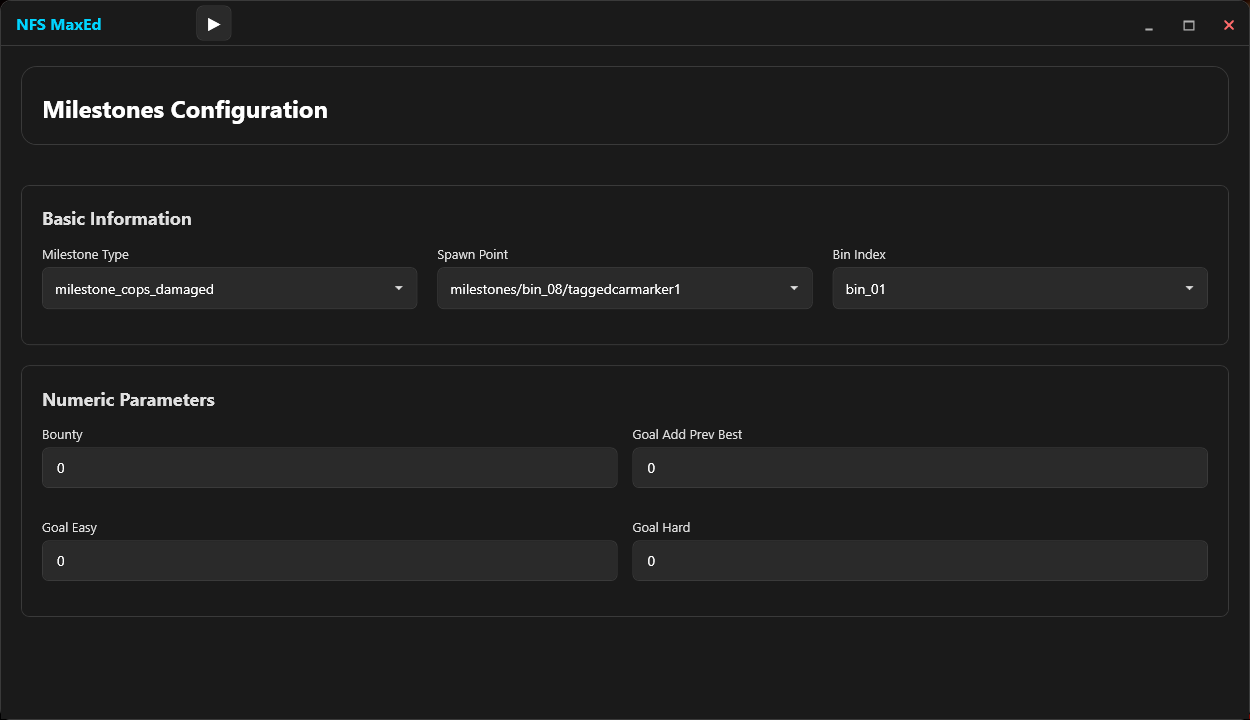 NFS MaxEd
Milestones Configuration
Basic Information
Milestone Type
Spawn Point
Bin Index
milestone_cops_damaged
milestones/bin_08/taggedcarmarker1
bin_01
Numeric Parameters
Bounty
Goal Add Prev Best
0
0
Goal Easy
Goal Hard
0
0